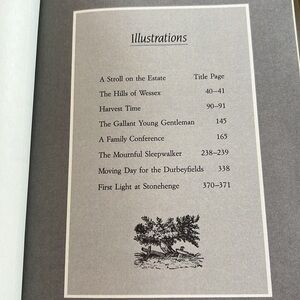 Illustrations
A Stroll on the Estate Title Page
The Hills of Wessex 40–41
Harvest Time 90–91
The Gallant Young Gentleman 145
A Family Conference 165
The Mournful Sleepwalker 238–239
Moving Day for the Durbeyfields 338
First Light at Stonehenge 370–371